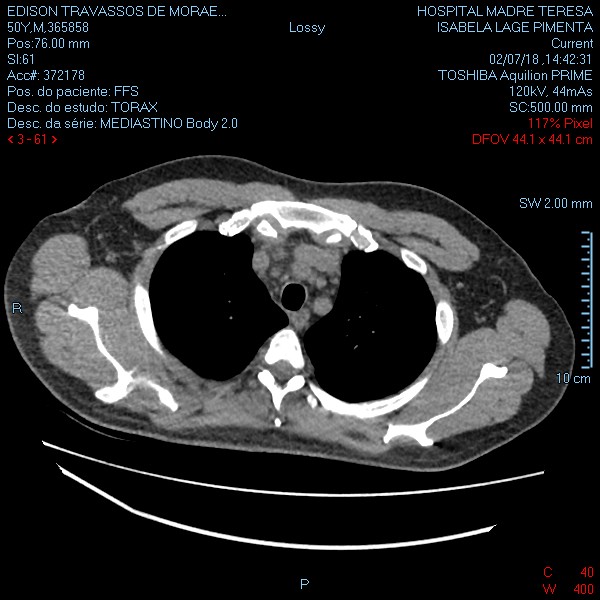 EDISON TRAVASSOS DE MORAE...
50Y,M,365858
Pos:76.00 mm
SI:61
Acc#: 372178
Pos. do paciente: FFS
Desc. do estudo: TORAX
Desc. da série: MEDIASTINO Body 2.0
< 3 - 61 >
Lossy
HOSPITAL MADRE TERESA
ISABELA LAGE PIMENTA
Current
02/07/18 ,14:42:31
TOSHIBA Aquilion PRIME
120kV, 44mAs
SC:500.00 mm
117% Pixel
DFOV 44.1 x 44.1 cm
SW 2.00 mm
R
10 cm
P
C 40
W 400